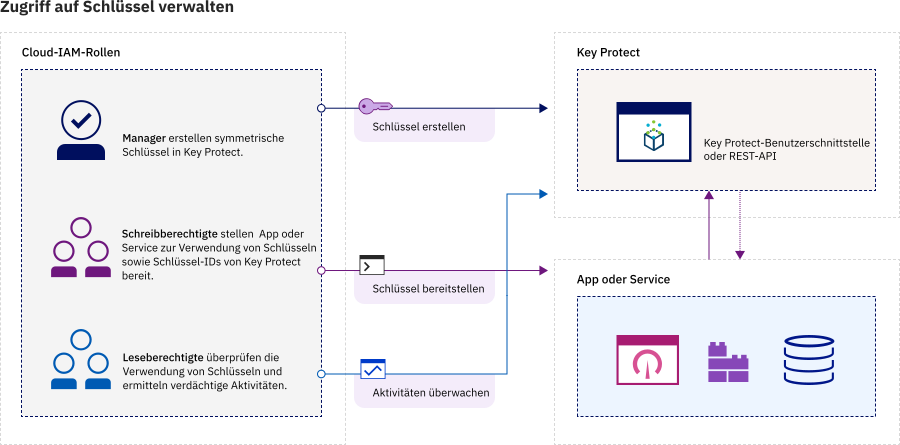 Zugriff auf Schlüssel verwalten
Cloud-IAM-Rollen
Manager erstellen symmetrische
Schlüssel in Key Protect.
Schreibberechtigte stellen App oder
Service zur Verwendung von Schlüsseln
sowie Schlüssel-IDs von Key Protect
bereit.
Leseberechtigte überprüfen die
Verwendung von Schlüsseln und
ermitteln verdächtige Aktivitäten.
Schlüssel erstellen
Schlüssel bereitstellen
Aktivitäten überwachen
Key Protect
Key Protect-Benutzerschnittstelle
oder REST-API
App oder Service